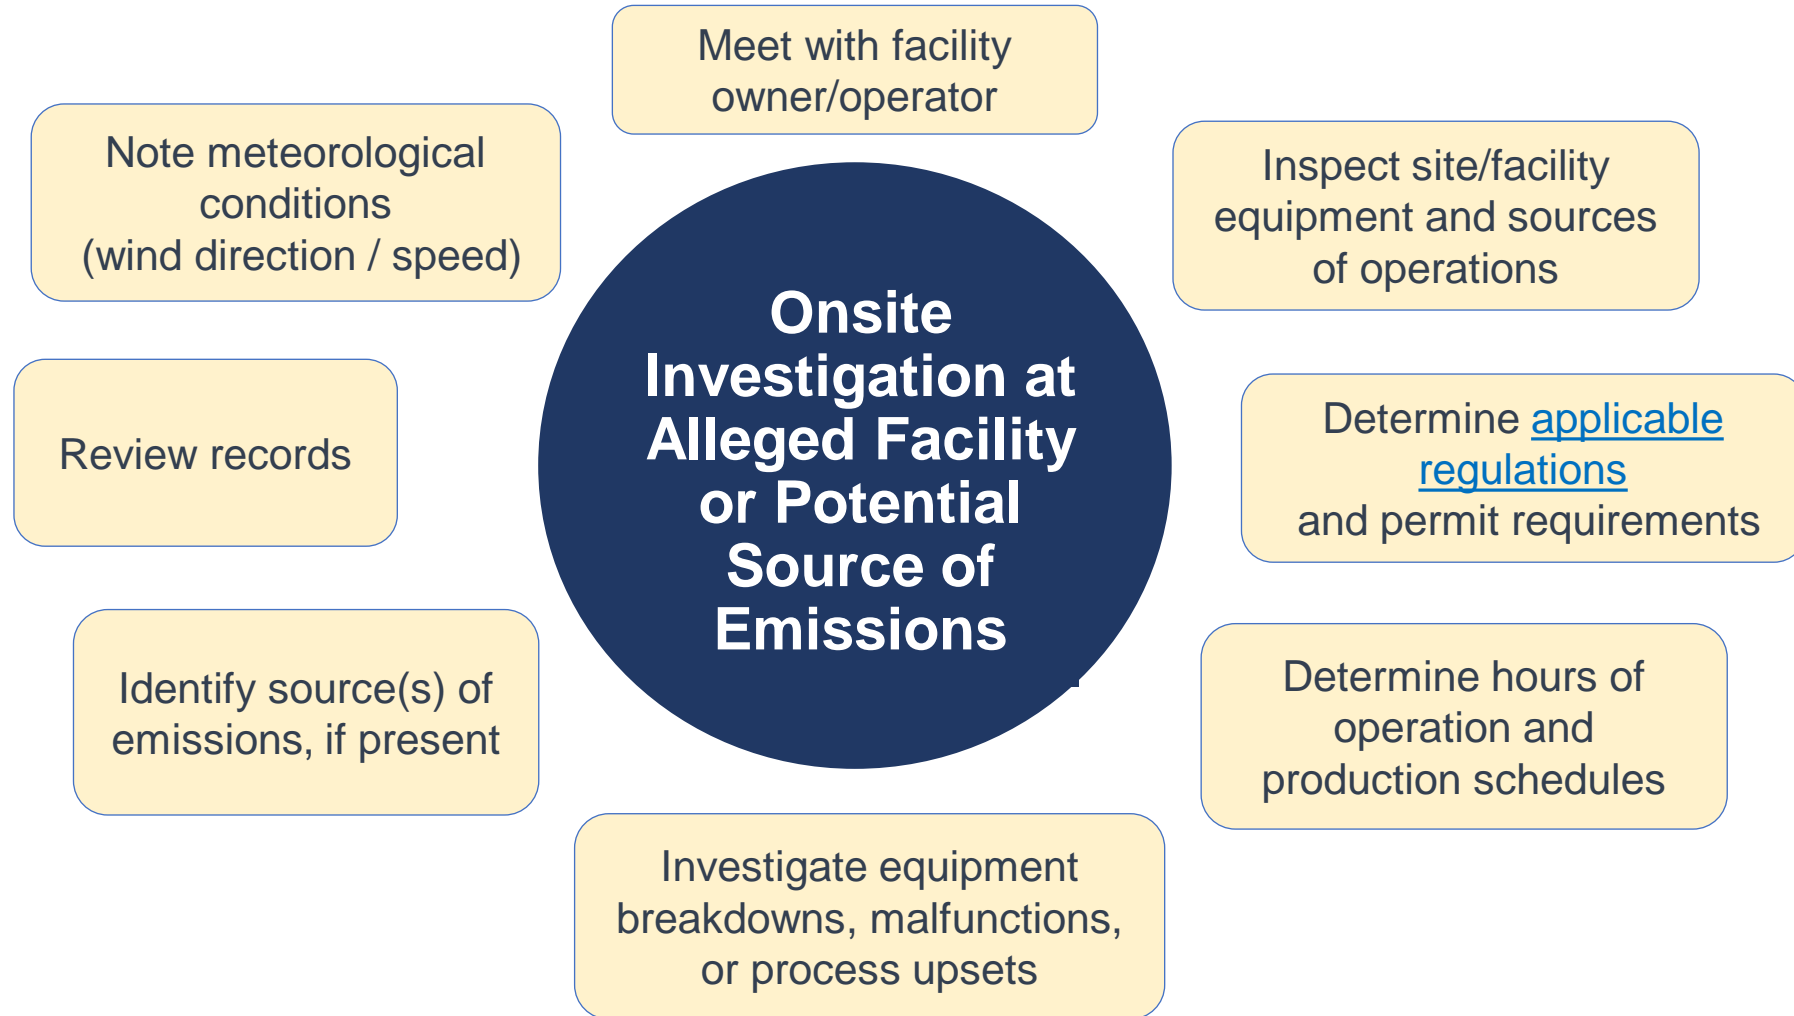 Meet with facility
owner/operator
Note meteorological
conditions
(wind direction / speed)
Inspect site/facility
equipment and sources
of operations
Onsite
Investigation at
Alleged Facility
or Potential
Source of
Emissions
Review records
Determine applicable
regulations
and permit requirements
Identify source(s) of
emissions, if present
Determine hours of
operation and
production schedules
Investigate equipment
breakdowns, malfunctions,
or process upsets